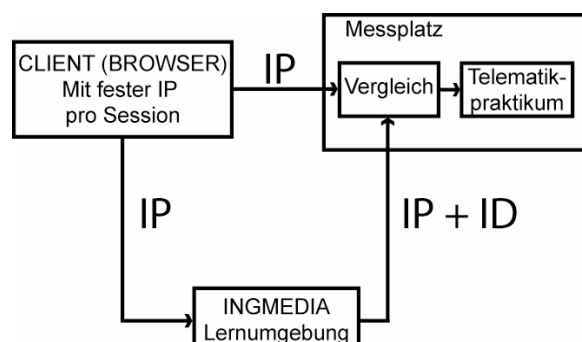 CLIENT (BROWSER)
Mit fester IP
pro Session
IP
Messplatz
Vergleich
Telematik-
praktikum
IP
IP + ID
INGMEDIA
Lernumgebung